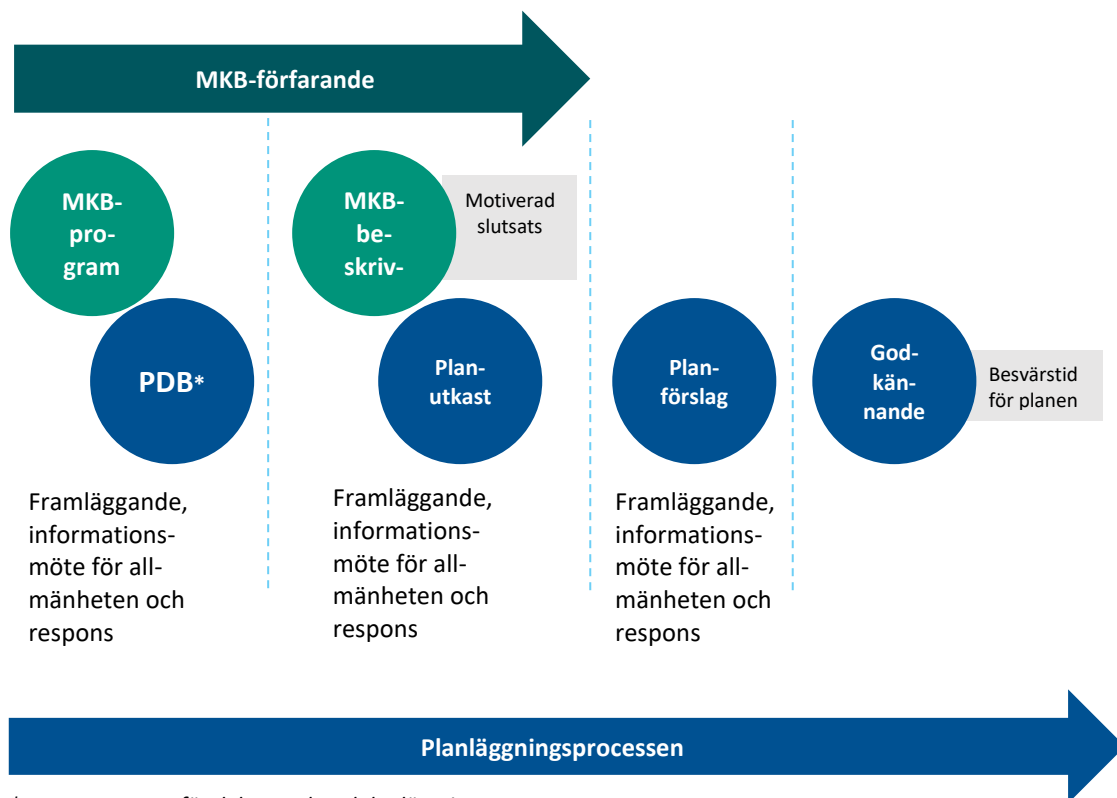 MKB-förfarande
MKB-
pro-
gram
MKB-
be-
skriv-
Motiverad
slutsats
PDB*
Plan-
utkast
Plan-
förslag
God-
kän-
nande
Besvärstid
för planen
Framläggande,
informations-
möte för all-
mänheten och
respons
Framläggande,
informations-
möte för all-
mänheten och
respons
Framläggande,
informations-
möte för all-
mänheten och
respons
Planläggningsprocessen